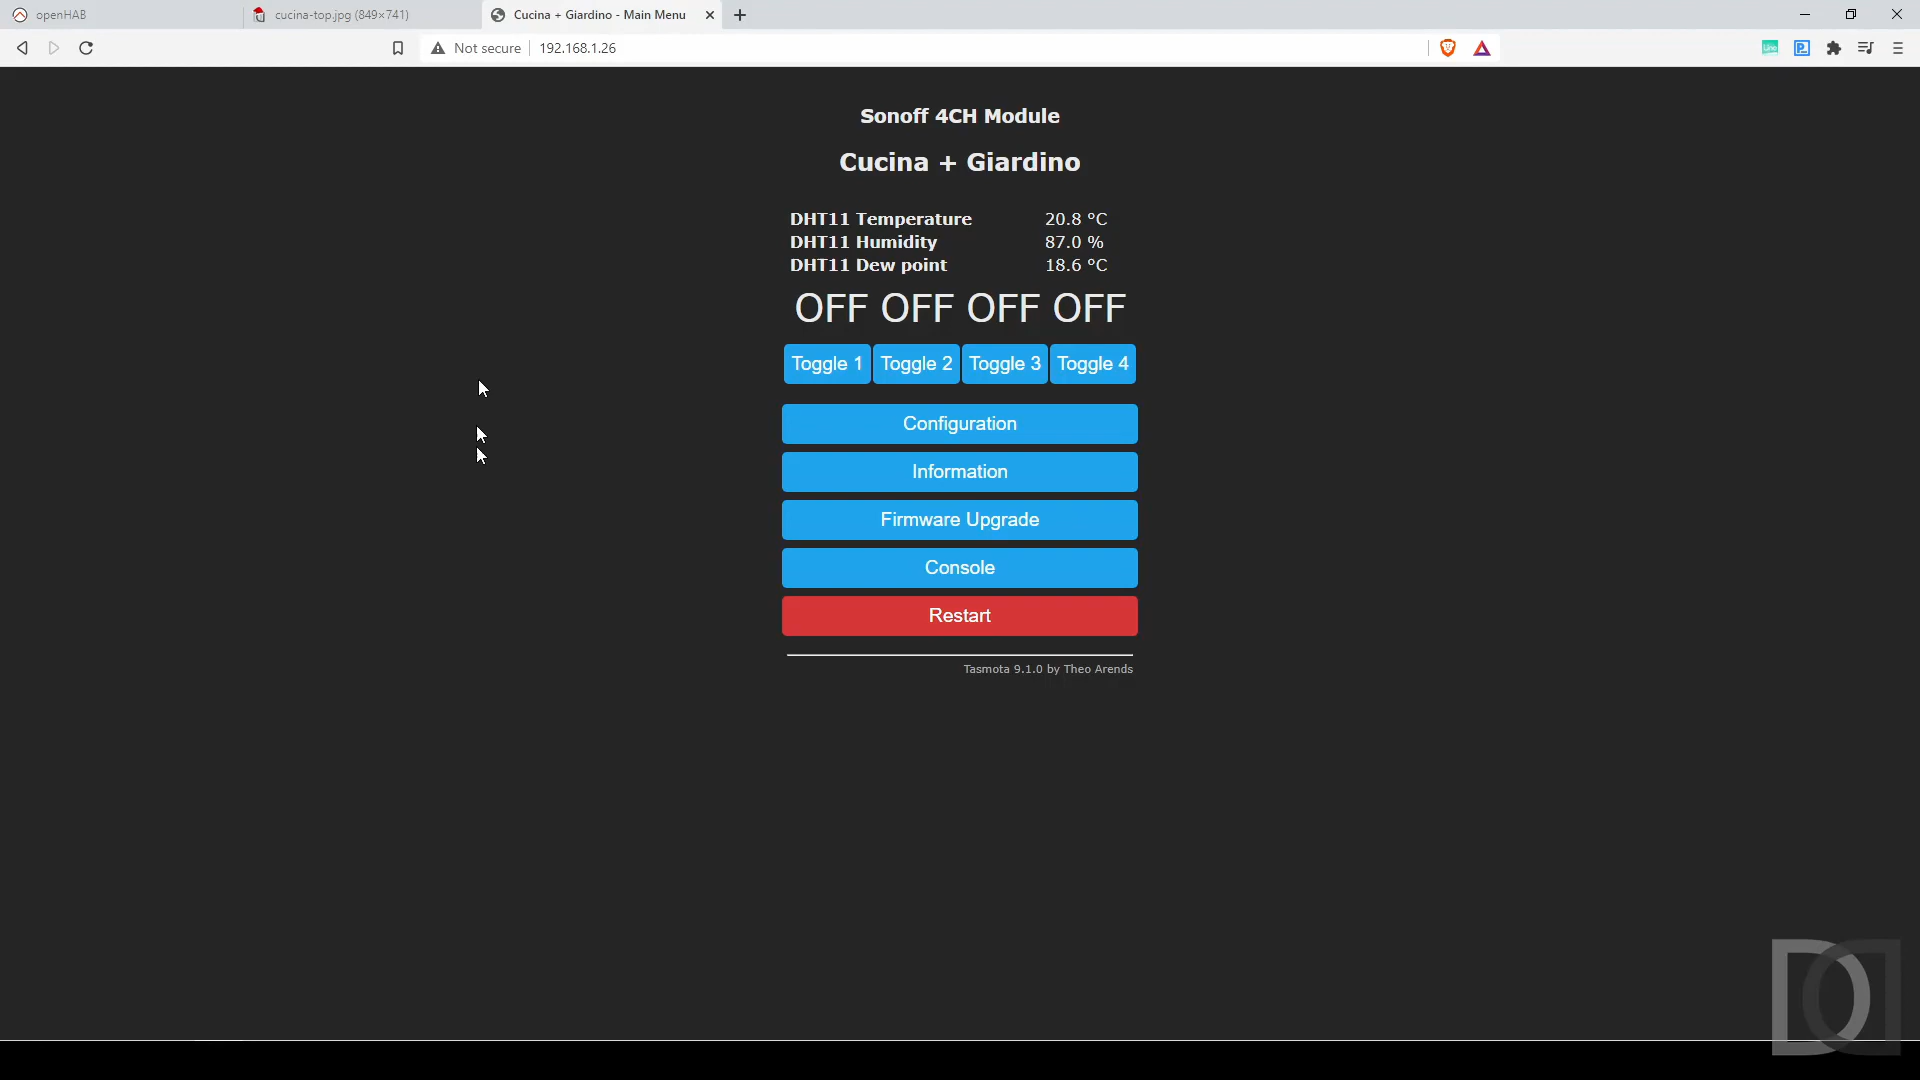 openHAB
cucina-top.jpg (849×741)
Cucina + Giardino - Main Menu
Not secure
192.168.1.26
Sonoff 4CH Module
Cucina + Giardino
DHT11 Temperature 20.8 °C
DHT11 Humidity 87.0 %
DHT11 Dew point 18.6 °C
OFF OFF OFF OFF
Toggle 1 Toggle 2 Toggle 3 Toggle 4
Configuration
Information
Firmware Upgrade
Console
Restart
Tasmota 9.1.0 by Theo Arends